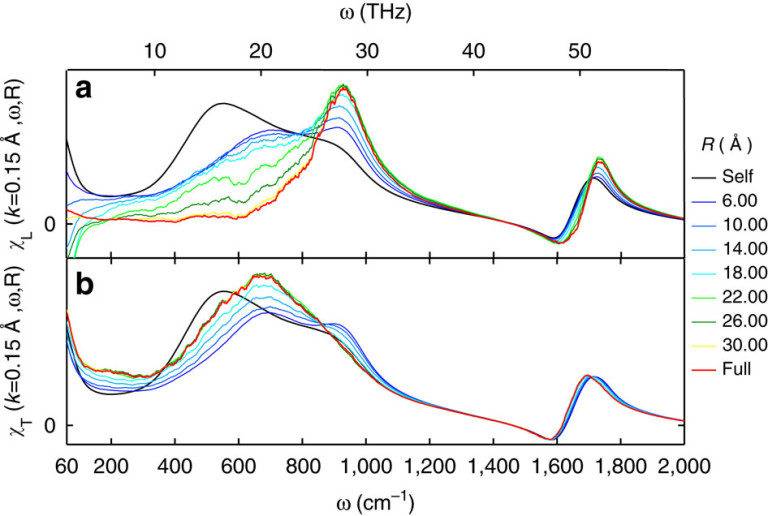 ω (THz)
10 20 30 40 50
a
χL (k=0.15 Å ,ω,R)
0
R ( Å )
Self
6.00
10.00
14.00
18.00
22.00
26.00
30.00
Full
b
χT (k=0.15 Å ,ω,R)
0
60 200 400 600 800 1,000 1,200 1,400 1,600 1,800 2,000
ω (cm−1)